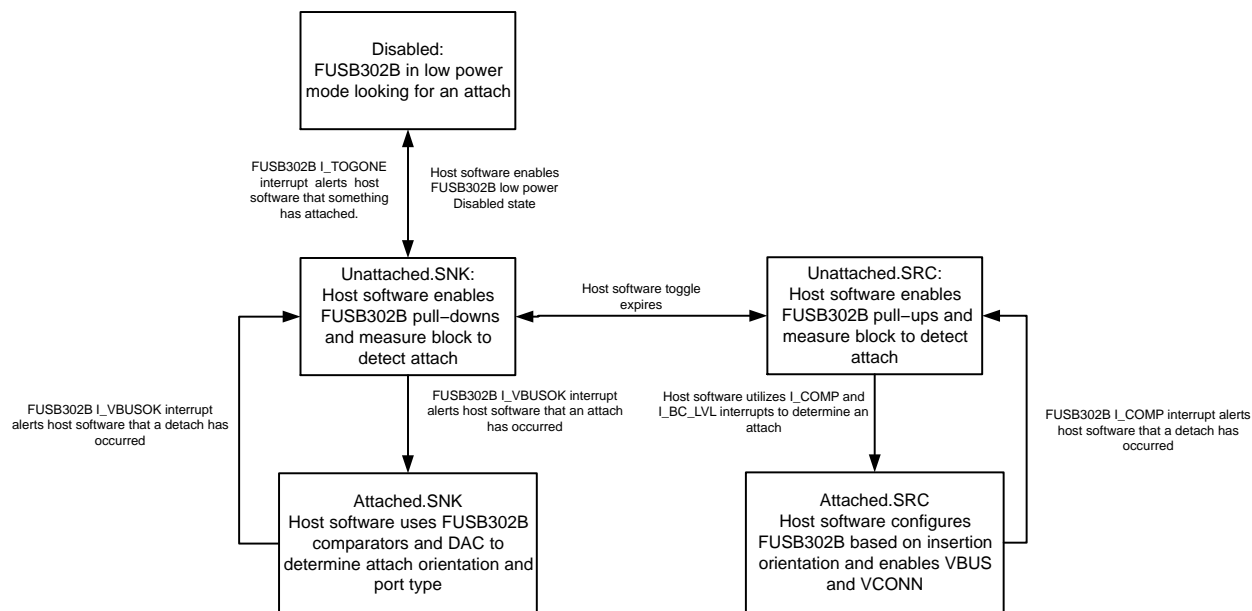 Disabled:
FUSB302B in low power
mode looking for an attach
FUSB302B I_TOGONE
interrupt alerts host
software that something
has attached.
Host software enables
FUSB302B low power
Disabled state
Unattached.SNK:
Host software enables
FUSB302B pull−downs
and measure block to
detect attach
Host software toggle
expires
Unattached.SRC:
Host software enables
FUSB302B pull−ups and
measure block to detect
attach
FUSB302B I_VBUSOK interrupt
alerts host software that a detach has
occurred
FUSB302B I_VBUSOK interrupt
alerts host software that an attach
has occurred
Host software utilizes I_COMP and
I_BC_LVL interrupts to determine an
attach
FUSB302B I_COMP interrupt alerts
host software that a detach has
occurred
Attached.SNK
Host software uses FUSB302B
comparators and DAC to
determine attach orientation and
port type
Attached.SRC
Host software configures
FUSB302B based on insertion
orientation and enables VBUS
and VCONN